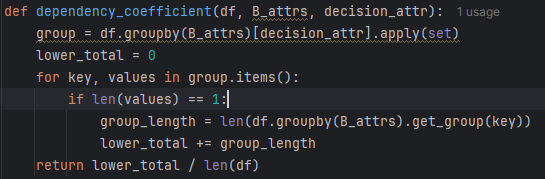 def dependency_coefficient(df, B_attrs, decision_attr): 1 usage
    group = df.groupby(B_attrs)[decision_attr].apply(set)
    lower_total = 0
    for key, values in group.items():
        if len(values) == 1:
            group_length = len(df.groupby(B_attrs).get_group(key))
            lower_total += group_length
    return lower_total / len(df)